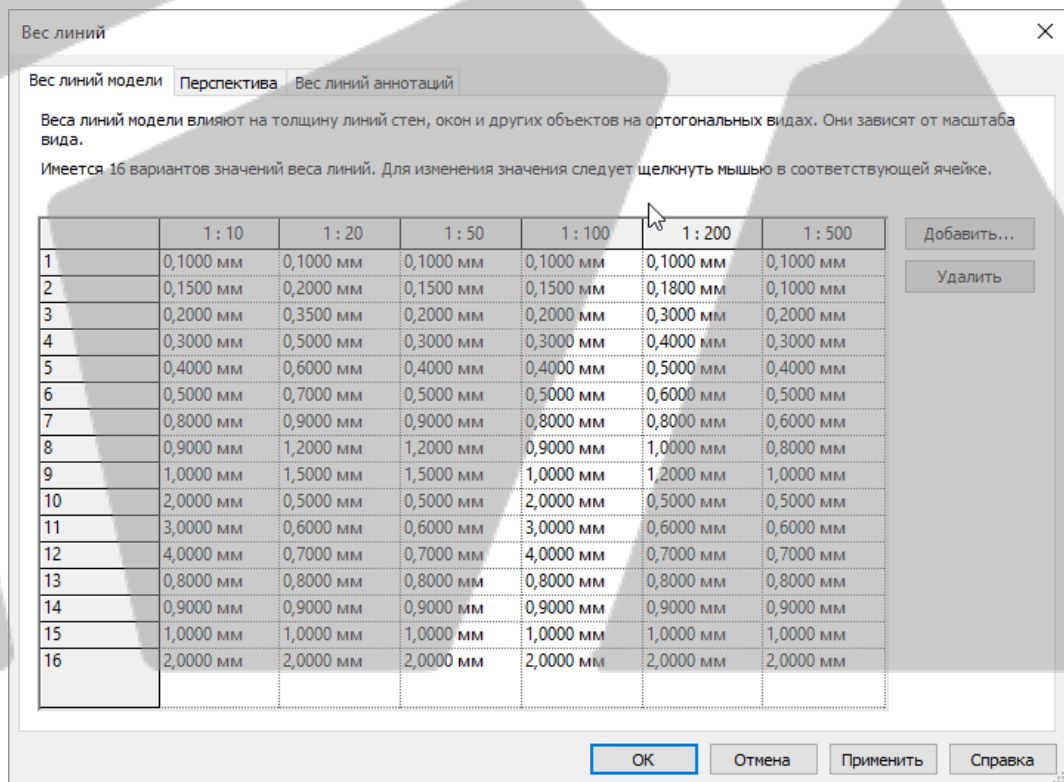 Вес линий
Вес линий модели Перспектива Вес линий аннотаций
Веса линий модели влияют на толщину линий стен, окон и других объектов на ортогональных видах. Они зависят от масштаба
вида.
Имеется 16 вариантов значений веса линий. Для изменения значения следует щелкнуть мышью в соответствующей ячейке.
1 : 10 1 : 20 1 : 50 1 : 100 1 : 200 1 : 500 Добавить...
1 0,1000 мм 0,1000 мм 0,1000 мм 0,1000 мм 0,1000 мм 0,1000 мм
Удалить
2 0,1500 мм 0,2000 мм 0,1500 мм 0,1500 мм 0,1800 мм 0,1000 мм
3 0,2000 мм 0,3500 мм 0,2000 мм 0,2000 мм 0,3000 мм 0,2000 мм
4 0,3000 мм 0,5000 мм 0,3000 мм 0,3000 мм 0,4000 мм 0,3000 мм
5 0,4000 мм 0,6000 мм 0,4000 мм 0,4000 мм 0,5000 мм 0,4000 мм
6 0,5000 мм 0,7000 мм 0,5000 мм 0,5000 мм 0,6000 мм 0,5000 мм
7 0,8000 мм 0,9000 мм 0,9000 мм 0,8000 мм 0,8000 мм 0,6000 мм
8 0,9000 мм 1,2000 мм 1,2000 мм 0,9000 мм 1,0000 мм 0,8000 мм
9 1,0000 мм 1,5000 мм 1,5000 мм 1,0000 мм 1,2000 мм 1,0000 мм
10 2,0000 мм 0,5000 мм 0,5000 мм 2,0000 мм 0,5000 мм 0,5000 мм
11 3,0000 мм 0,6000 мм 0,6000 мм 3,0000 мм 0,6000 мм 0,6000 мм
12 4,0000 мм 0,7000 мм 0,7000 мм 4,0000 мм 0,7000 мм 0,7000 мм
13 0,8000 мм 0,8000 мм 0,8000 мм 0,8000 мм 0,8000 мм 0,8000 мм
14 0,9000 мм 0,9000 мм 0,9000 мм 0,9000 мм 0,9000 мм 0,9000 мм
15 1,0000 мм 1,0000 мм 1,0000 мм 1,0000 мм 1,0000 мм 1,0000 мм
16 2,0000 мм 2,0000 мм 2,0000 мм 2,0000 мм 2,0000 мм 2,0000 мм
ОК Отмена Применить Справка